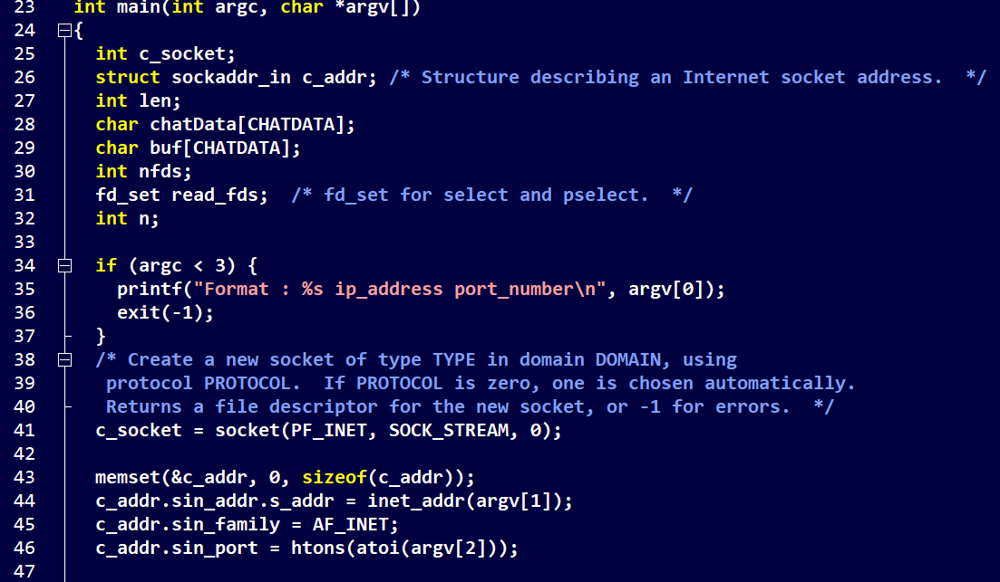 23 int main(int argc, char *argv[])
24 {
25 int c_socket;
26 struct sockaddr_in c_addr; /* Structure describing an Internet socket address.  */
27 int len;
28 char chatData[CHATDATA];
29 char buf[CHATDATA];
30 int nfds;
31 fd_set read_fds;  /* fd_set for select and pselect.  */
32 int n;
33
34 if (argc < 3) {
35 printf("Format : %s ip_address port_number\n", argv[0]);
36 exit(-1);
37 }
38 /* Create a new socket of type TYPE in domain DOMAIN, using
39 protocol PROTOCOL.  If PROTOCOL is zero, one is chosen automatically.
40 Returns a file descriptor for the new socket, or -1 for errors.  */
41 c_socket = socket(PF_INET, SOCK_STREAM, 0);
42
43 memset(&c_addr, 0, sizeof(c_addr));
44 c_addr.sin_addr.s_addr = inet_addr(argv[1]);
45 c_addr.sin_family = AF_INET;
46 c_addr.sin_port = htons(atoi(argv[2]));
47